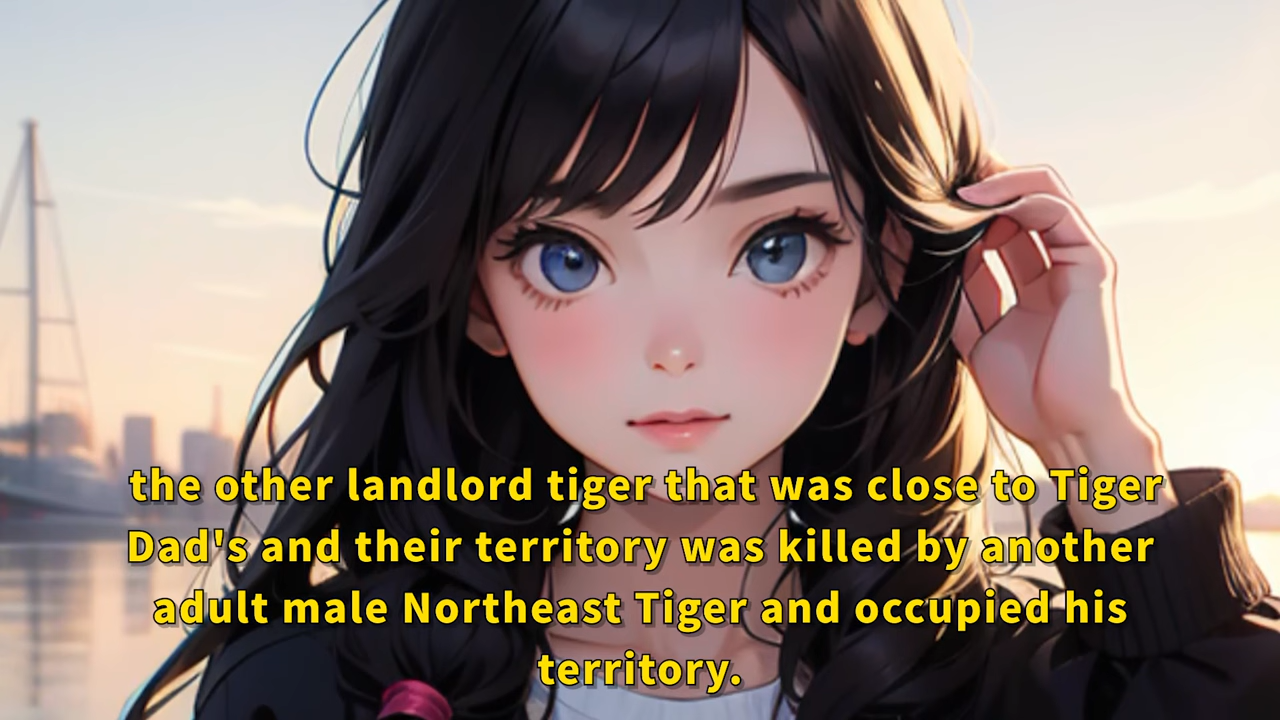 the other landlord tiger that was close to Tiger
Dad's and their territory was killed by another
adult male Northeast Tiger and occupied his
territory.